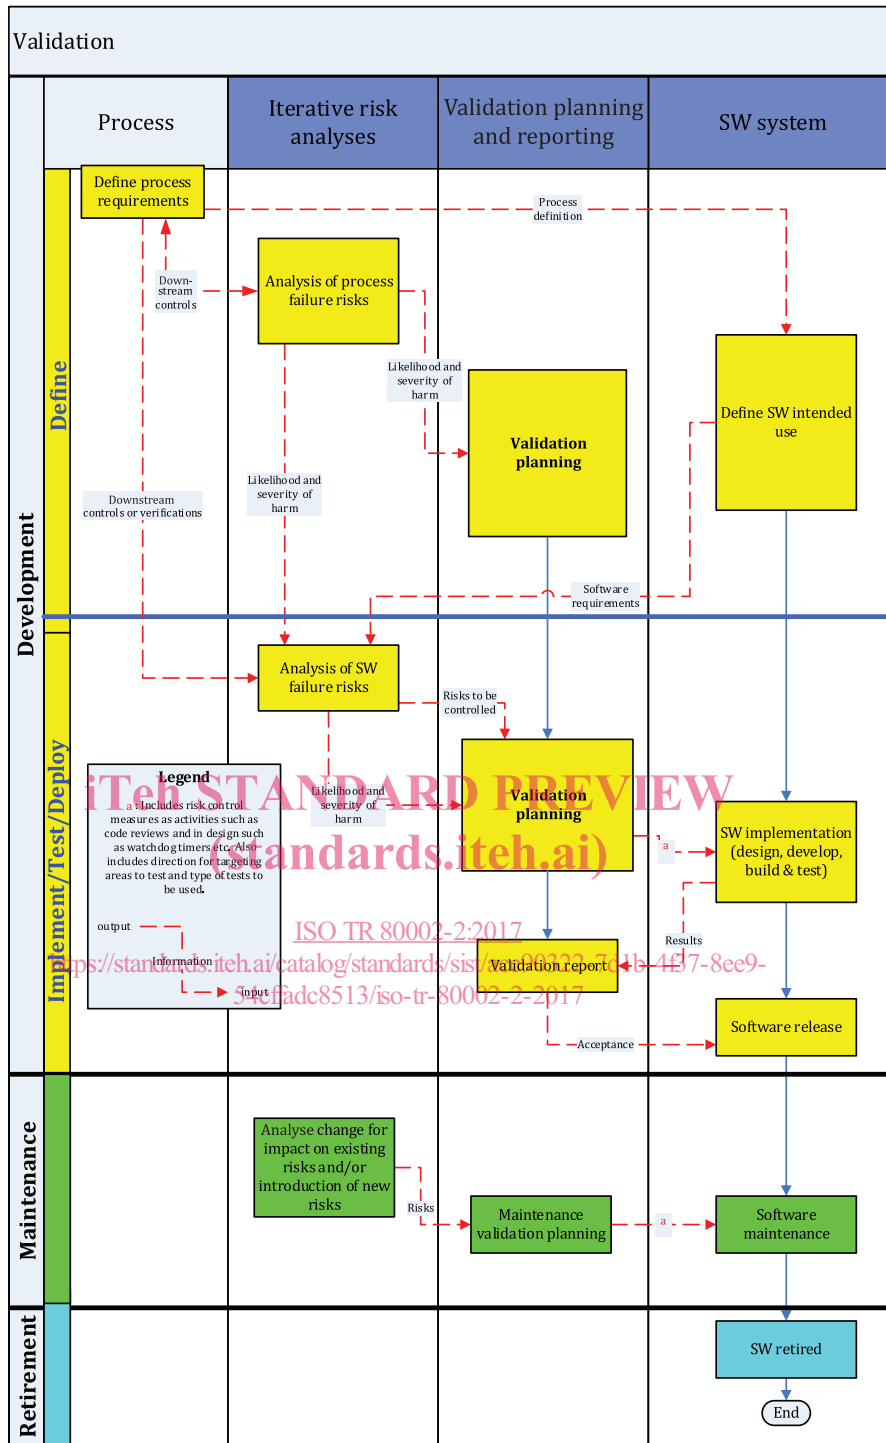 Validation
Process
Iterative risk
analyses
Validation planning
and reporting
SW system
Development
Define
Define process
requirements
Process
definition
Down-
stream
controls
Analysis of process
failure risks
Likelihood and
severity of
harm
Validation
planning
Define SW intended
use
Likelihood and
severity of
harm
Downstream
controls or verifications
Software
requirements
Implement/Test/Deploy
Analysis of SW
failure risks
Risks to be
controlled
Legend
a : Includes risk control
measures as activities such as
code reviews and in design such
as watchdog timers etc. Also
includes direction for targeting
areas to test and type of tests to
be used.
output
Information
input
Likelihood and
severity of
harm
Validation
planning
a
SW implementation
(design, develop,
build & test)
Results
Validation report
Software release
Acceptance
iTeh STANDARD PREVIEW
(standards.iteh.ai)
ISO TR 80002-2:2017
54cffadc8513/iso-tr-80002-2-2017
Maintenance
Analyse change for
impact on existing
risks and/or
introduction of new
risks
Risks
Maintenance
validation planning
a
Software
maintenance
Retirement
SW retired
End